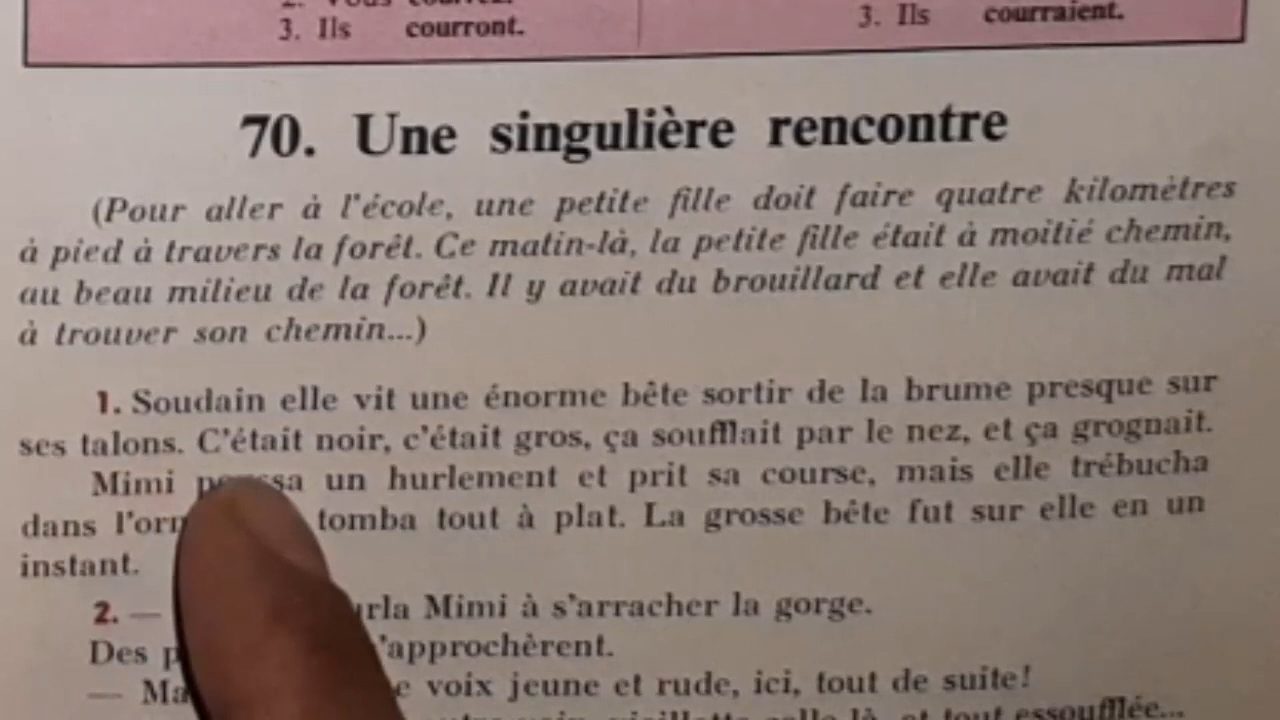 3. Ils courront.
3. Ils courraient.
70. Une singulière rencontre
(Pour aller à l'école, une petite fille doit faire quatre kilomètres
à pied à travers la forêt. Ce matin-là, la petite fille était à moitié chemin,
au beau milieu de la forêt. Il y avait du brouillard et elle avait du mal
à trouver son chemin...)
1. Soudain elle vit une énorme bête sortir de la brume presque sur
ses talons. C'était noir, c'était gros, ça soufflait par le nez, et ça grognait.
Mimi poussa un hurlement et prit sa course, mais elle trébucha
dans tomba tout à plat. La grosse bête fut sur elle en un
instant.
2. — Mimi à s'arracher la gorge.
Des s'approchèrent.
— voix jeune et rude, ici, tout de suite!
et tout essoufflée...